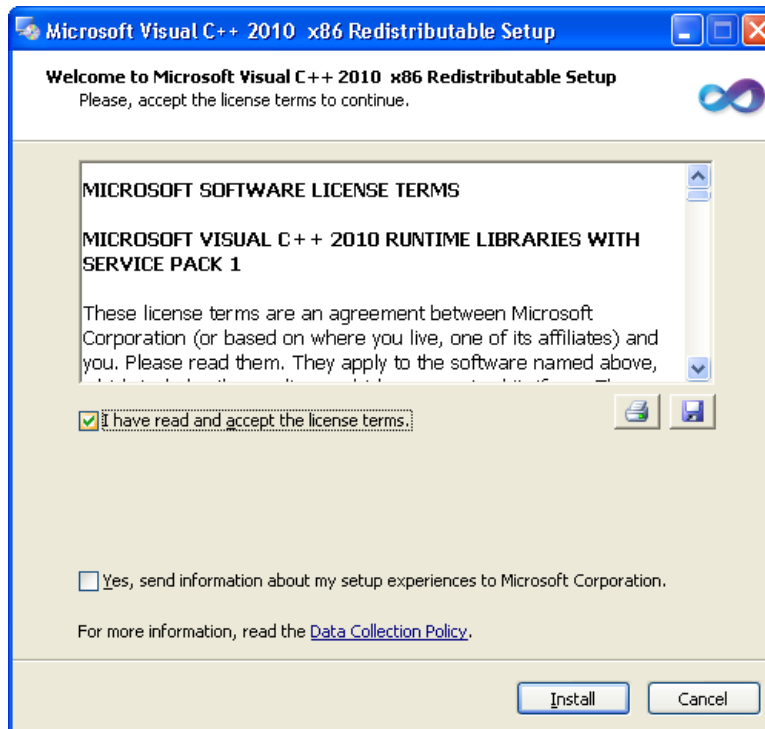 Microsoft Visual C++ 2010 x86 Redistributable Setup
Welcome to Microsoft Visual C++ 2010 x86 Redistributable Setup
Please, accept the license terms to continue.
MICROSOFT SOFTWARE LICENSE TERMS
MICROSOFT VISUAL C++ 2010 RUNTIME LIBRARIES WITH
SERVICE PACK 1
These license terms are an agreement between Microsoft
Corporation (or based on where you live, one of its affiliates) and
you. Please read them. They apply to the software named above,
I have read and accept the license terms.
Yes, send information about my setup experiences to Microsoft Corporation.
For more information, read the Data Collection Policy.
Install
Cancel